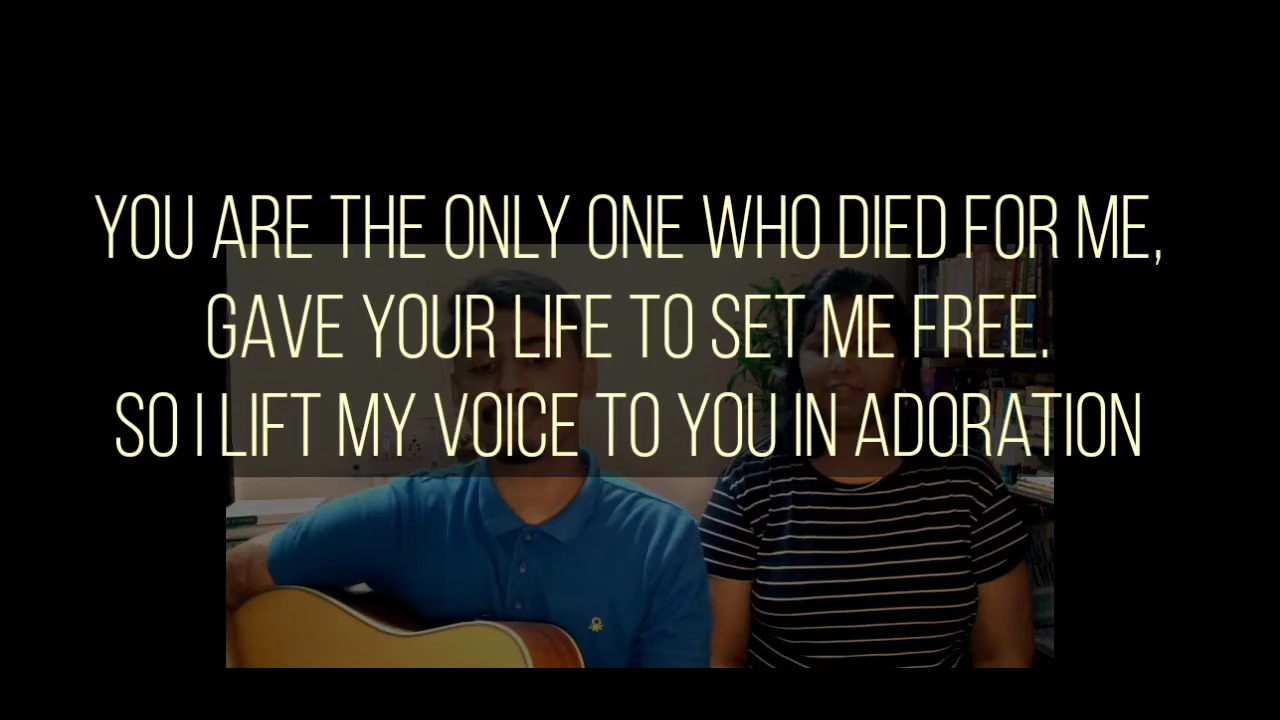 YOU ARE THE ONLY ONE WHO DIED FOR ME,
GAVE YOUR LIFE TO SET ME FREE.
SO I LIFT MY VOICE TO YOU IN ADORATION